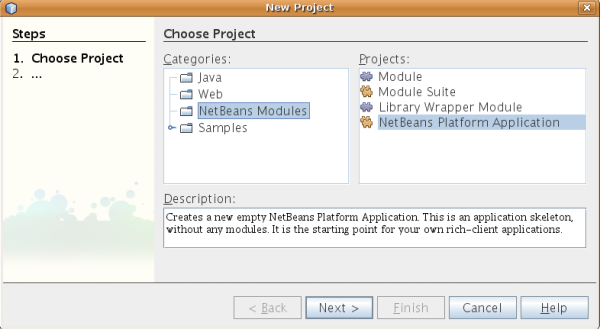 New Project
Steps
1. Choose Project
2. ...
Choose Project
Categories:
Java
Web
NetBeans Modules
Samples
Projects:
Module
Module Suite
Library Wrapper Module
NetBeans Platform Application
Description:
Creates a new empty NetBeans Platform Application. This is an application skeleton,
without any modules. It is the starting point for your own rich-client applications.
< Back
Next >
Finish
Cancel
Help